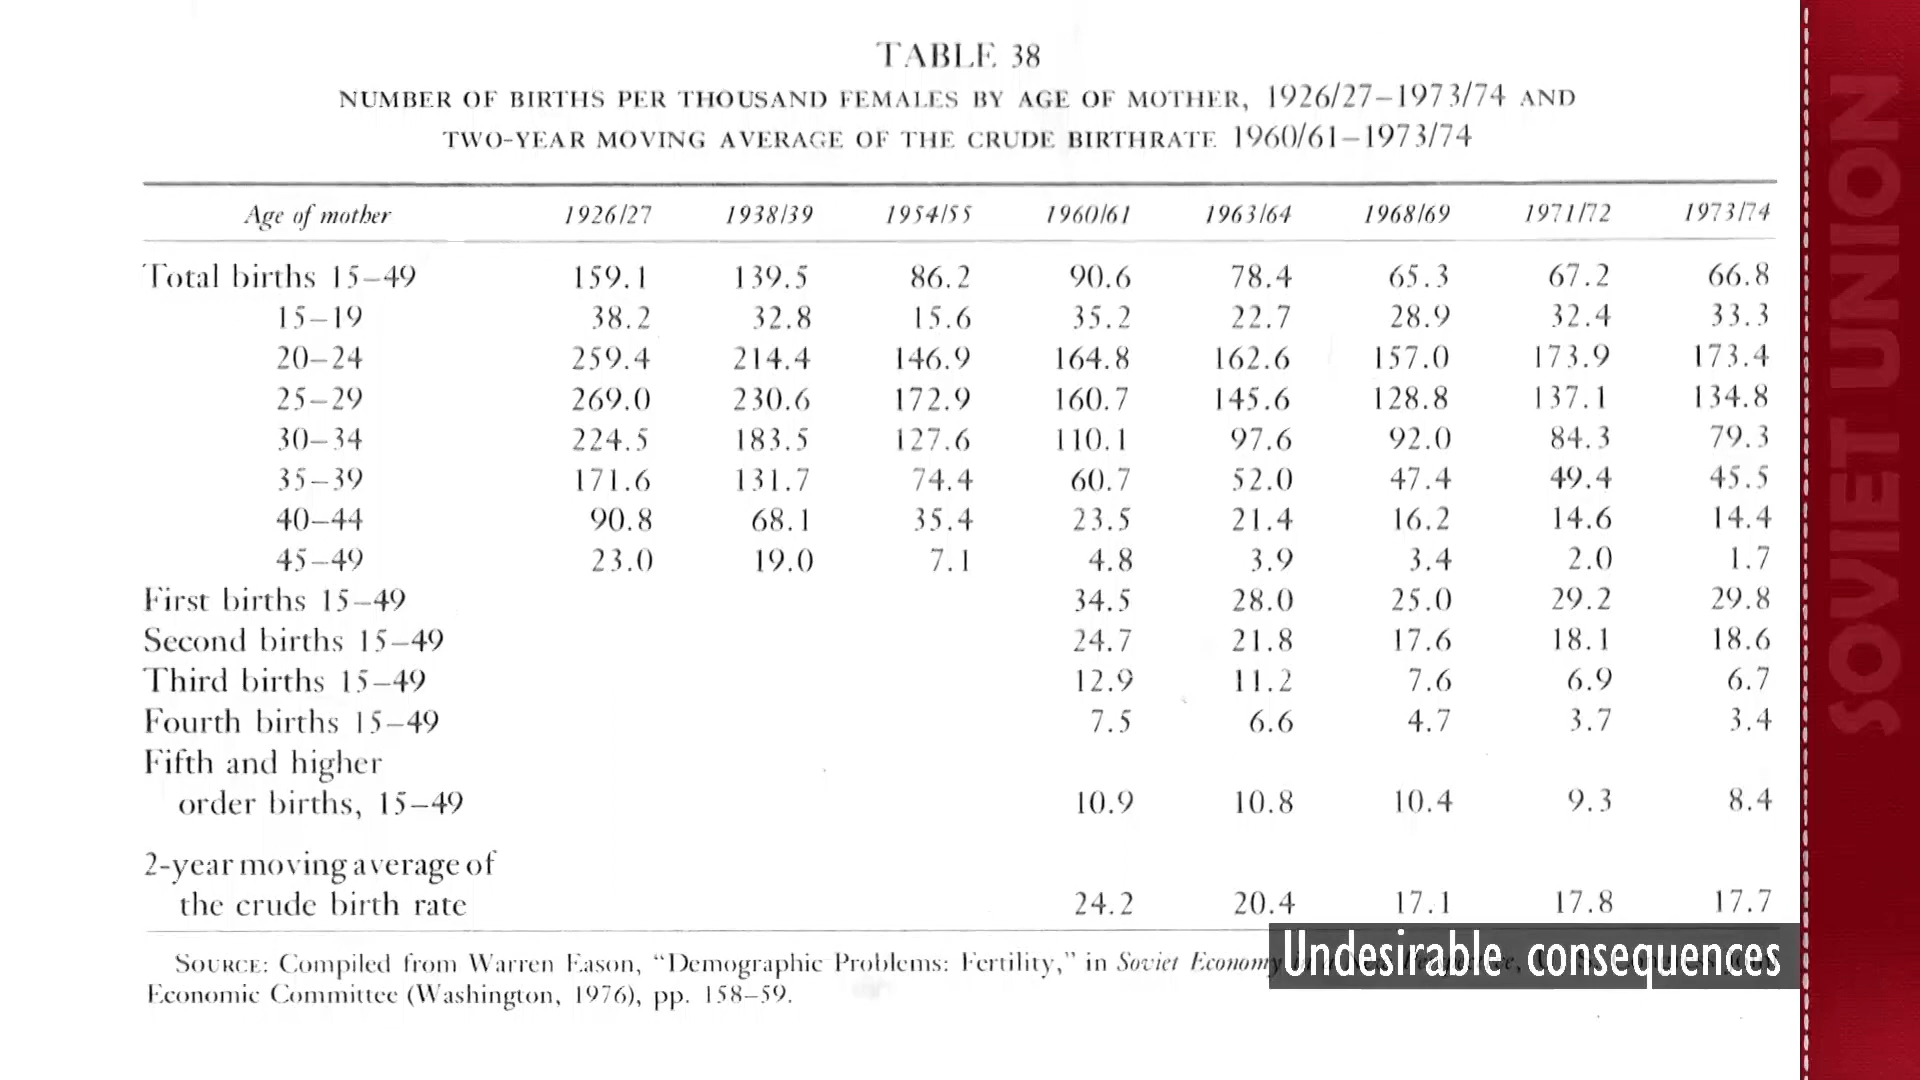 TABLE 38
NUMBER OF BIRTHS PER THOUSAND FEMALES BY AGE OF MOTHER, 1926/27–1973/74 AND
TWO-YEAR MOVING AVERAGE OF THE CRUDE BIRTHRATE 1960/61–1973/74
Age of mother 1926/27 1938/39 1954/55 1960/61 1963/64 1968/69 1971/72 1973/74
Total births 15–49 159.1 139.5 86.2 90.6 78.4 65.3 67.2 66.8
15–19 38.2 32.8 15.6 35.2 22.7 28.9 32.4 33.3
20–24 259.4 214.4 146.9 164.8 162.6 157.0 173.9 173.4
25–29 269.0 230.6 172.9 160.7 145.6 128.8 137.1 134.8
30–34 224.5 183.5 127.6 110.1 97.6 92.0 84.3 79.3
35–39 171.6 131.7 74.4 60.7 52.0 47.4 49.4 45.5
40–44 90.8 68.1 35.4 23.5 21.4 16.2 14.6 14.4
45–49 23.0 19.0 7.1 4.8 3.9 3.4 2.0 1.7
First births 15–49 34.5 28.0 25.0 29.2 29.8
Second births 15–49 24.7 21.8 17.6 18.1 18.6
Third births 15–49 12.9 11.2 7.6 6.9 6.7
Fourth births 15–49 7.5 6.6 4.7 3.7 3.4
Fifth and higher
order births, 15–49 10.9 10.8 10.4 9.3 8.4
2-year moving average of
the crude birth rate 24.2 20.4 17.1 17.8 17.7
SOURCE: Compiled from Warren Eason, “Demographic Problems: Fertility,” in Soviet Economy
Economic Committee (Washington, 1976), pp. 158–59.
Undesirable consequences
SOVIET UNION